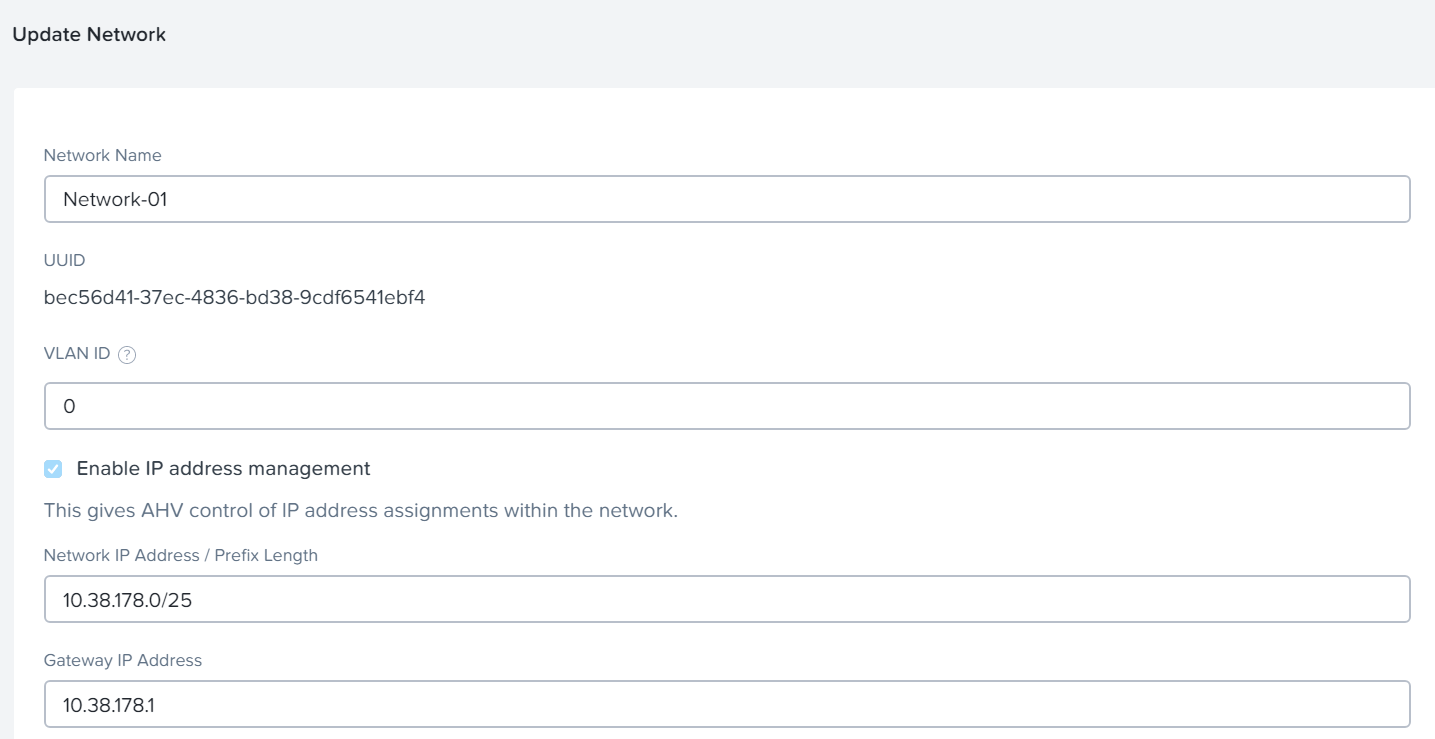 Update Network
Network Name
Network-01
UUID
bec56d41-37ec-4836-bd38-9cdf6541ebf4
VLAN ID ?
0
Enable IP address management
This gives AHV control of IP address assignments within the network.
Network IP Address / Prefix Length
10.38.178.0/25
Gateway IP Address
10.38.178.1